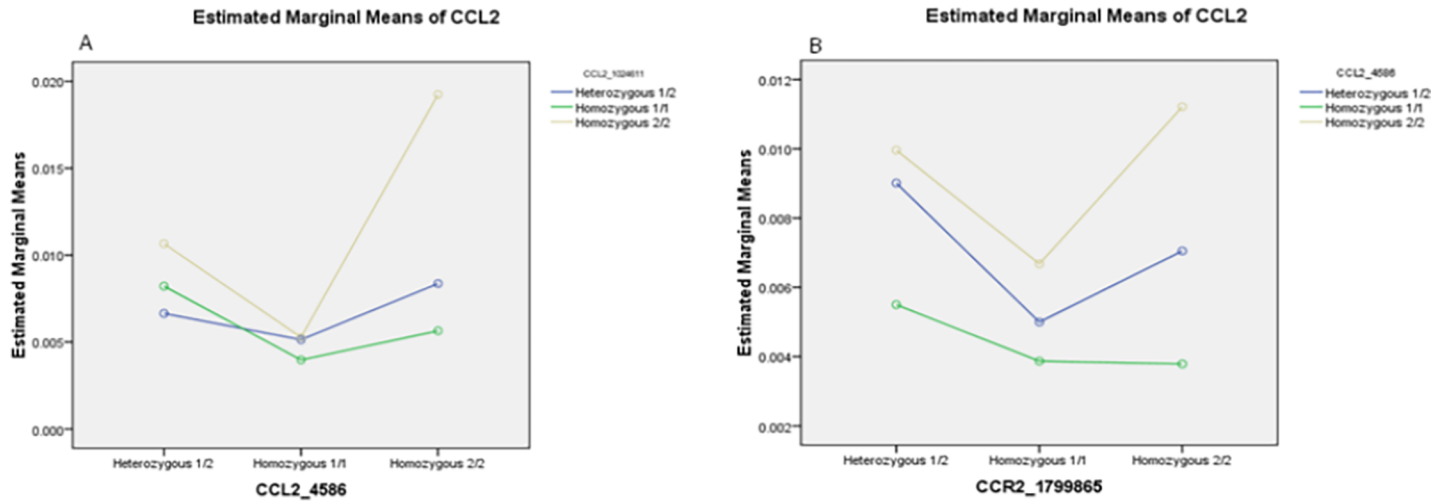 Estimated Marginal Means of CCL2
A
0.020
0.015
0.010
0.005
0.000
Estimated Marginal Means
Heterozygous 1/2
Homozygous 1/1
Homozygous 2/2
CCL2_4586
CCL2_1024611
Heterozygous 1/2
Homozygous 1/1
Homozygous 2/2
Estimated Marginal Means of CCL2
B
0.012
0.010
0.008
0.006
0.004
0.002
Estimated Marginal Means
Heterozygous 1/2
Homozygous 1/1
Homozygous 2/2
CCR2_1799865
CCL2_4586
Heterozygous 1/2
Homozygous 1/1
Homozygous 2/2